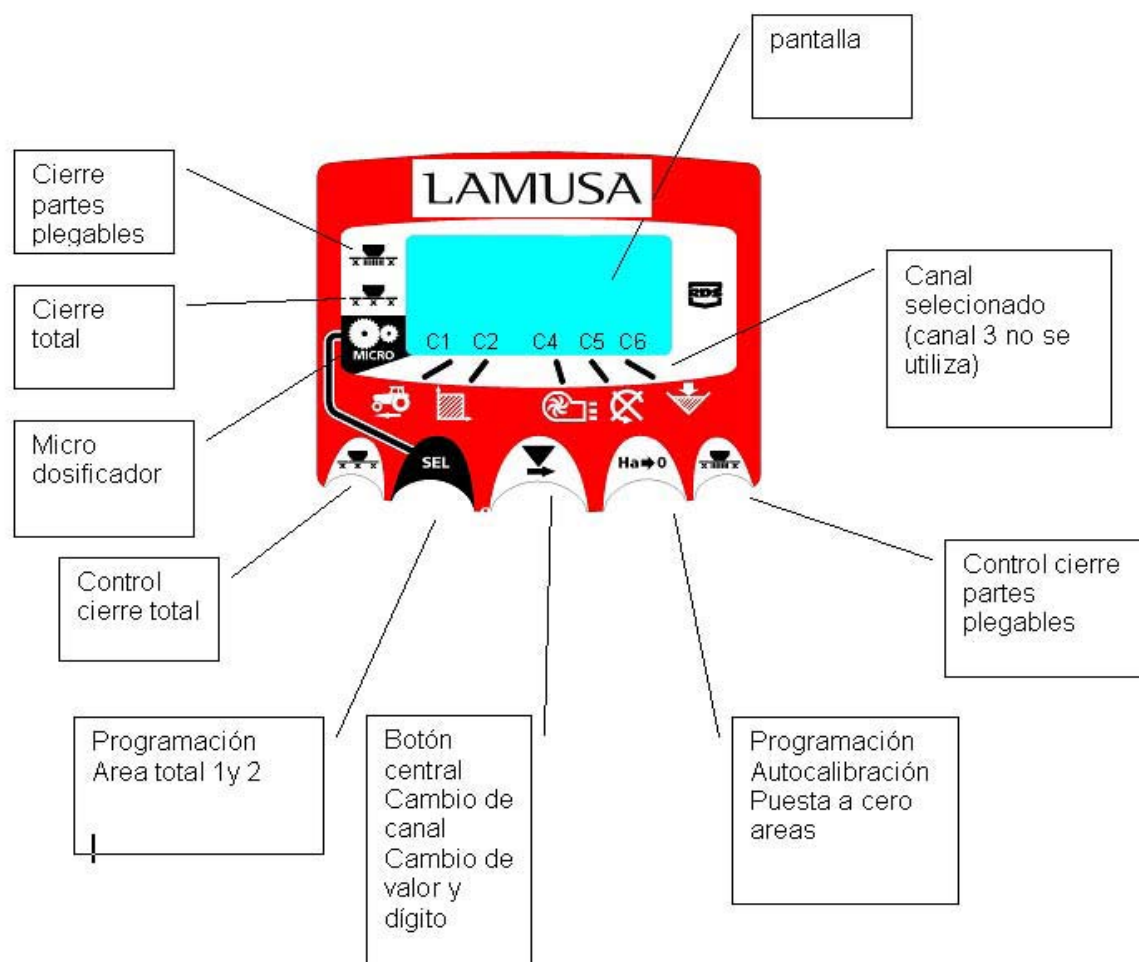 pantalla
Cierre
partes
plegables
LAMUSA
Cierre
total
RDS
Canal
selecionado
(canal 3 no se
utiliza)
C1 C2 C4 C5 C6
MICRO
Micro
dosificador
SEL
Ha➡0
Control
cierre total
Control cierre
partes
plegables
Programación
Area total 1y 2
Botón
central
Cambio de
canal
Cambio de
valor y
dígito
Programación
Autocalibración
Puesta a cero
areas